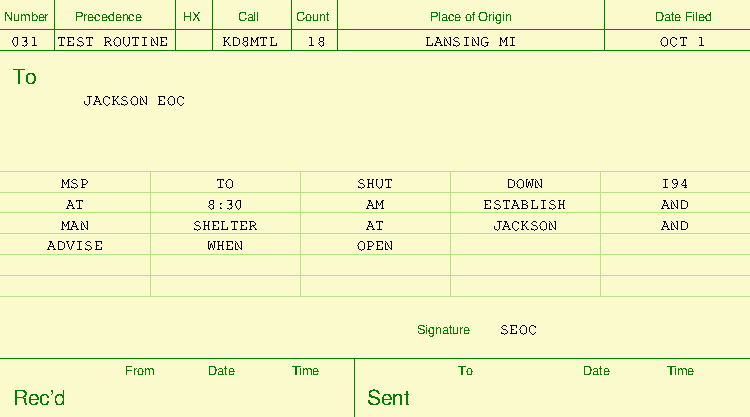 Number Precedence HX Call Count Place of Origin Date Filed
031 TEST ROUTINE KD8MTL 18 LANSING MI OCT 1
To
JACKSON EOC
MSP TO SHUT DOWN I94
AT 8:30 AM ESTABLISH AND
MAN SHELTER AT JACKSON AND
ADVISE WHEN OPEN
Signature SEOC
From Date Time To Date Time
Rec'd Sent